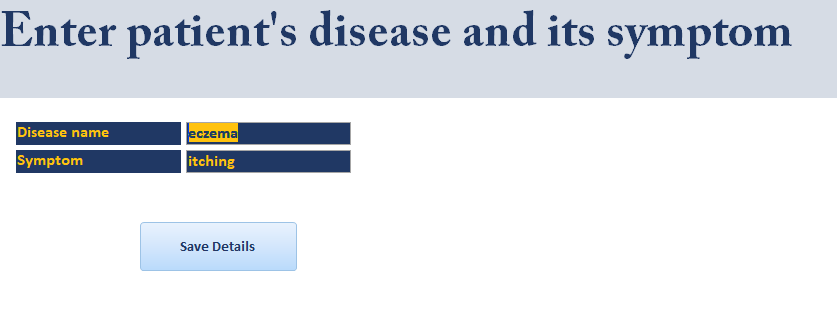 Enter patient's disease and its symptom
Disease name eczema
Symptom itching
Save Details